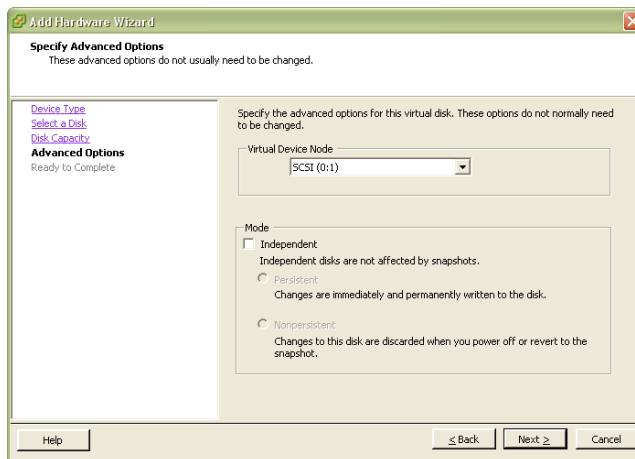 Add Hardware Wizard
Specify Advanced Options
These advanced options do not usually need to be changed.
Device Type
Select a Disk
Disk Capacity
Advanced Options
Ready to Complete
Specify the advanced options for this virtual disk. These options do not normally need
to be changed.
Virtual Device Node
SCSI (0:1)
Mode
Independent
Independent disks are not affected by snapshots.
Persistent
Changes are immediately and permanently written to the disk.
Nonpersistent
Changes to this disk are discarded when you power off or revert to the
snapshot.
Help
< Back
Next >
Cancel